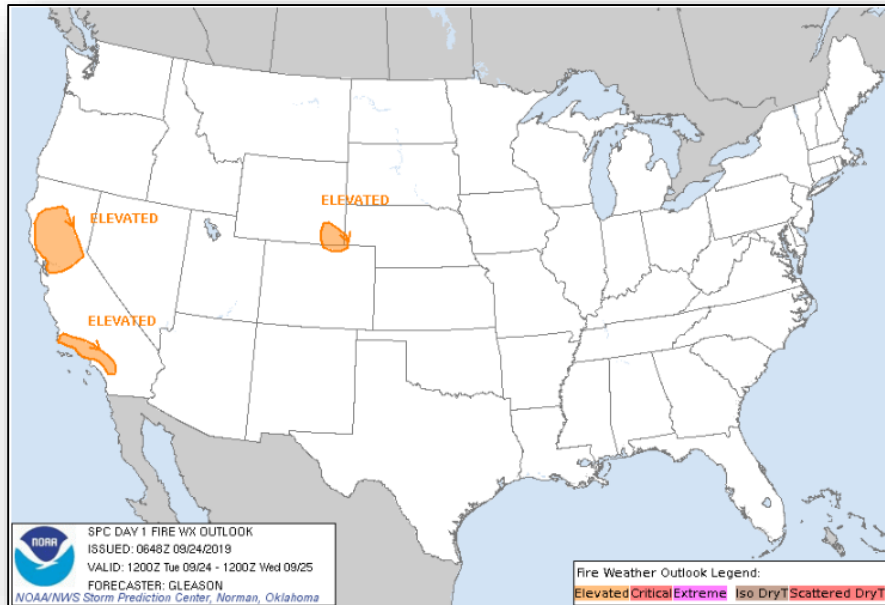 ELEVATED
ELEVATED
ELEVATED
NOAA
SPC DAY 1 FIRE WX OUTLOOK
ISSUED: 0648Z 09/24/2019
VALID: 1200Z Tue 09/24 - 1200Z Wed 09/25
FORECASTER: GLEASON
NOAA/NWS Storm Prediction Center, Norman, Oklahoma
Fire Weather Outlook Legend:
Elevated Critical Extreme Iso DryT Scattered DryT